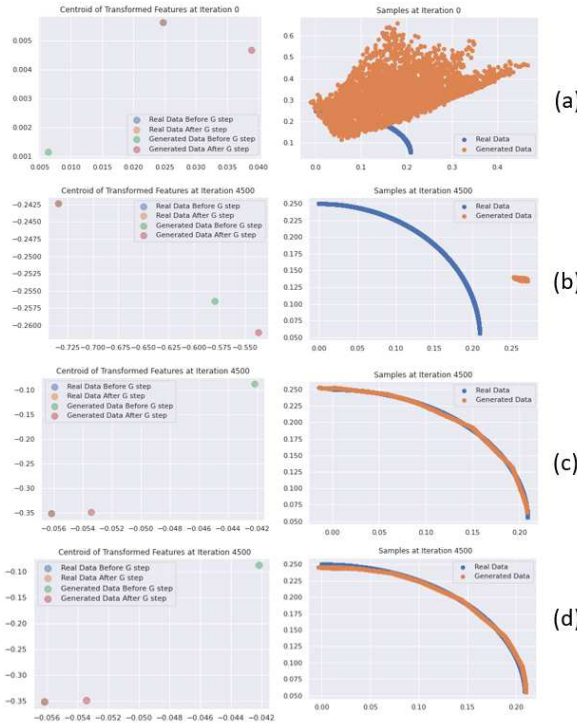 Centroid of Transformed Features at Iteration 0
0.005
0.004
0.003
0.002
0.001
0.005 0.010 0.015 0.020 0.025 0.030 0.035 0.040
Real Data Before G step
Real Data After G step
Generated Data Before G step
Generated Data After G step
Samples at Iteration 0
0.6
0.5
0.4
0.3
0.2
0.1
0.0 0.1 0.2 0.3 0.4
Real Data
Generated Data
(a)
Centroid of Transformed Features at Iteration 4500
−0.2425
−0.2450
−0.2475
−0.2500
−0.2525
−0.2550
−0.2575
−0.2600
−0.725−0.700−0.675−0.650−0.625−0.600−0.575−0.550
Real Data Before G step
Real Data After G step
Generated Data Before G step
Generated Data After G step
Samples at Iteration 4500
0.250
0.225
0.200
0.175
0.150
0.125
0.100
0.075
0.050
0.00 0.05 0.10 0.15 0.20 0.25
Real Data
Generated Data
(b)
Centroid of Transformed Features at Iteration 4500
−0.10
−0.15
−0.20
−0.25
−0.30
−0.35
−0.056 −0.054 −0.052 −0.050 −0.048 −0.046 −0.044 −0.042
Real Data Before G step
Real Data After G step
Generated Data Before G step
Generated Data After G step
Samples at Iteration 4500
0.250
0.225
0.200
0.175
0.150
0.125
0.100
0.075
0.050
0.00 0.05 0.10 0.15 0.20
Real Data
Generated Data
(c)
Centroid of Transformed Features at Iteration 4500
−0.10
−0.15
−0.20
−0.25
−0.30
−0.35
−0.056 −0.054 −0.052 −0.050 −0.048 −0.046 −0.044 −0.042
Real Data Before G step
Real Data After G step
Generated Data Before G step
Generated Data After G step
Samples at Iteration 4500
0.250
0.225
0.200
0.175
0.150
0.125
0.100
0.075
0.050
0.00 0.05 0.10 0.15 0.20
Real Data
Generated Data
(d)